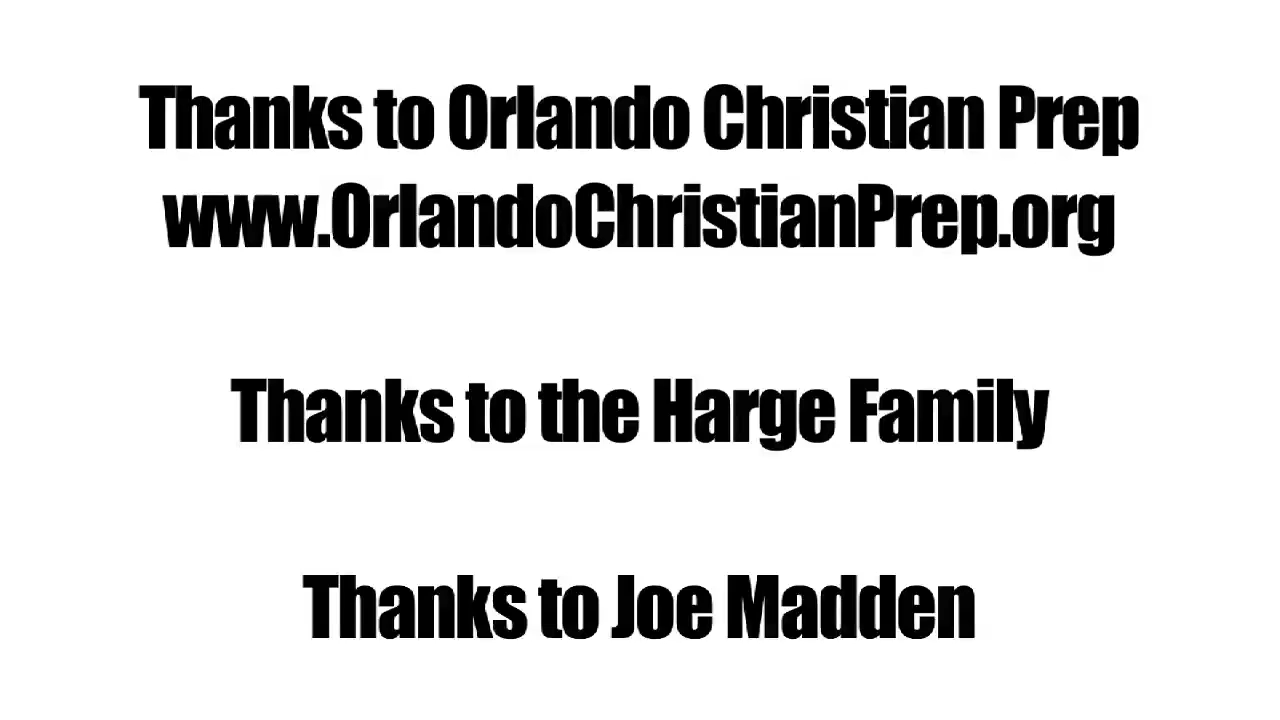 Thanks to Orlando Christian Prep
www.OrlandoChristianPrep.org
Thanks to the Harge Family
Thanks to Joe Madden